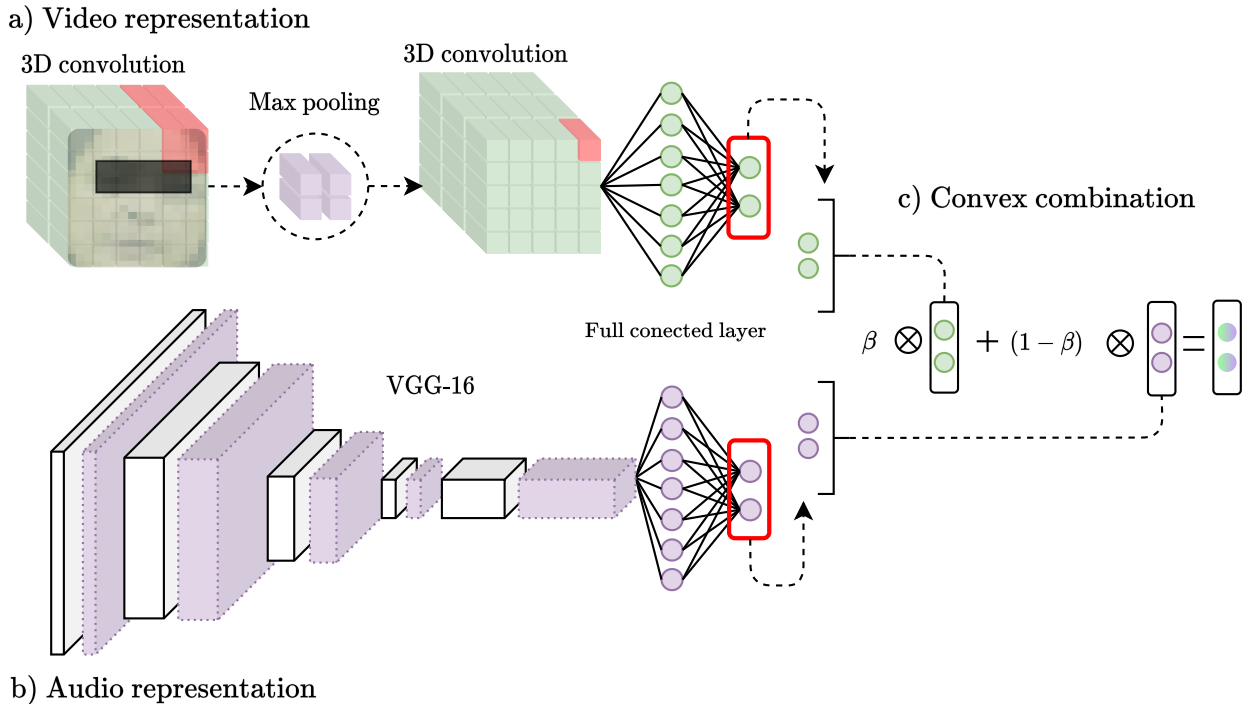 a) Video representation
3D convolution
Max pooling
3D convolution
c) Convex combination
Full conected layer
β ⊗ + (1 − β) ⊗ =
VGG-16
b) Audio representation